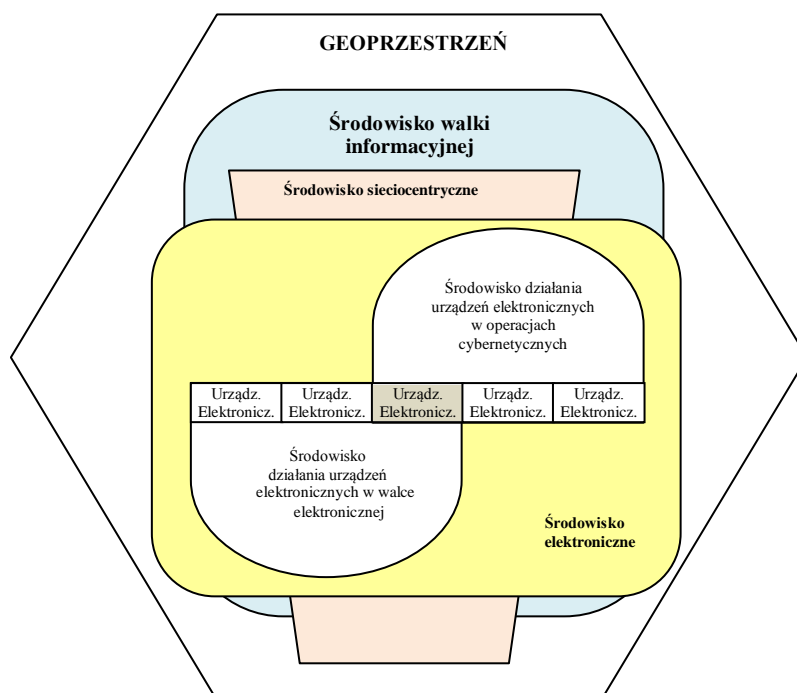 GEOPRZESTRZEŃ
Środowisko walki
informacyjnej
Środowisko sieciocentryczne
Środowisko działania
urządzeń elektronicznych
w operacjach
cybernetycznych
Urządz. Urządz. Urządz. Urządz. Urządz.
Elektronicz. Elektronicz. Elektronicz. Elektronicz. Elektronicz.
Środowisko
działania urządzeń
elektronicznych w walce
elektronicznej
Środowisko
elektroniczne